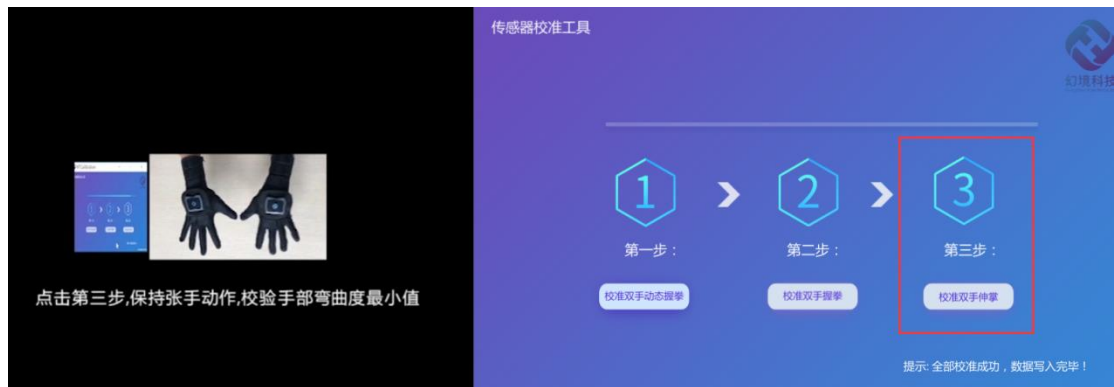 点击第三步,保持张手动作,校验手部弯曲度最小值
传感器校准工具
幻境科技
1
2
3
第一步：
第二步：
第三步：
校准双手动态握拳
校准双手握拳
校准双手伸掌
提示: 全部校准成功，数据写入完毕！